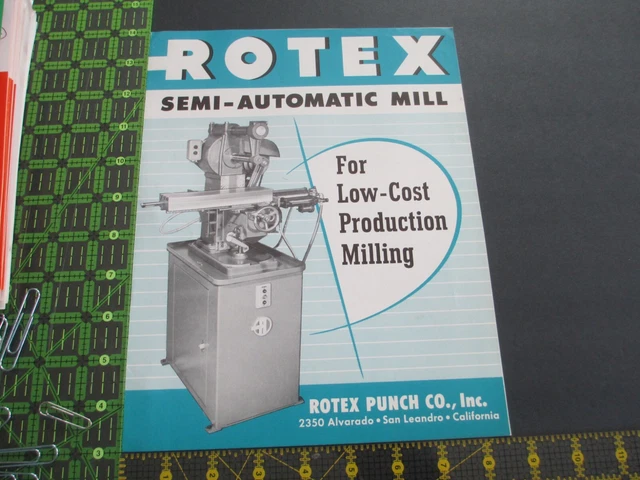 ROTEX
SEMI-AUTOMATIC MILL
For
Low-Cost
Production
Milling
ROTEX PUNCH CO., Inc.
2350 Alvarado • San Leandro • California